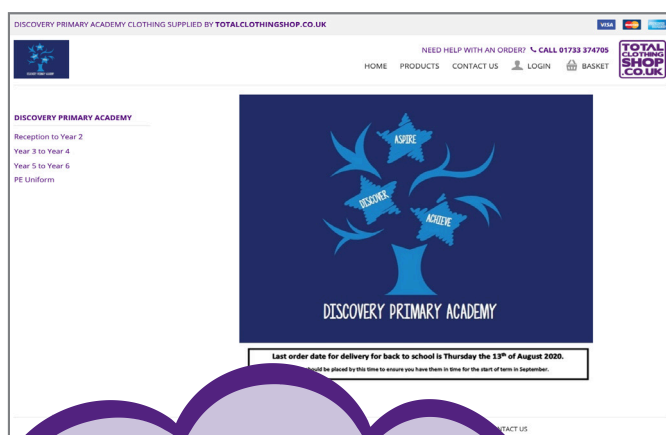 DISCOVERY PRIMARY ACADEMY CLOTHING SUPPLIED BY TOTALCLOTHINGSHOP.CO.UK
VISA
NEED HELP WITH AN ORDER? CALL 01733 374705
HOME PRODUCTS CONTACT US LOGIN BASKET
TOTAL
CLOTHING
SHOP
.CO.UK
DISCOVERY PRIMARY ACADEMY
Reception to Year 2
Year 3 to Year 4
Year 5 to Year 6
PE Uniform
ASPIRE
DISCOVER
ACHIEVE
DISCOVERY PRIMARY ACADEMY
Last order date for delivery for back to school is Thursday the 13th of August 2020.
should be placed by this time to ensure you have them in time for the start of term in September.
CONTACT US